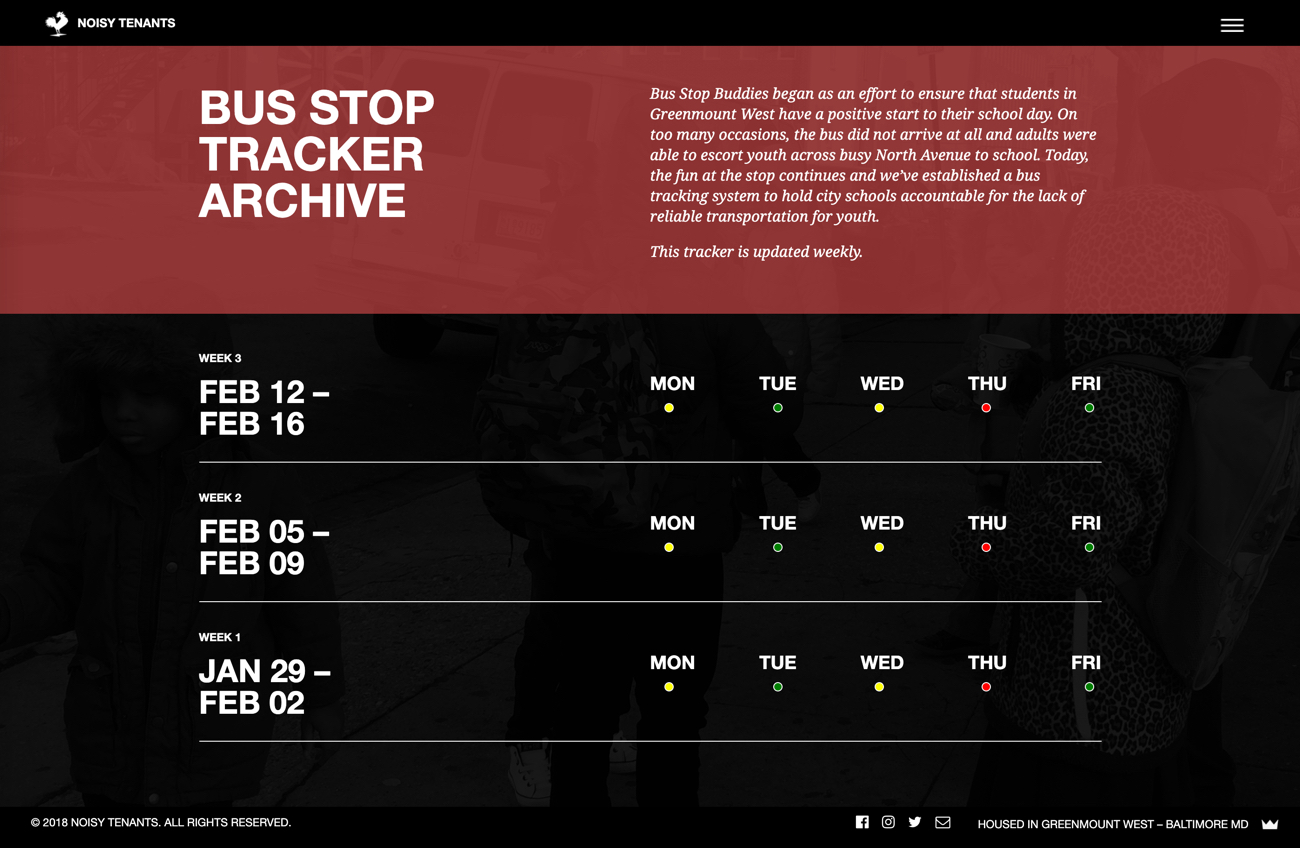 NOISY TENANTS
BUS STOP
TRACKER
ARCHIVE
Bus Stop Buddies began as an effort to ensure that students in
Greenmount West have a positive start to their school day. On
too many occasions, the bus did not arrive at all and adults were
able to escort youth across busy North Avenue to school. Today,
the fun at the stop continues and we’ve established a bus
tracking system to hold city schools accountable for the lack of
reliable transportation for youth.
This tracker is updated weekly.
WEEK 3
FEB 12 –
FEB 16
MON TUE WED THU FRI
WEEK 2
FEB 05 –
FEB 09
MON TUE WED THU FRI
WEEK 1
JAN 29 –
FEB 02
MON TUE WED THU FRI
© 2018 NOISY TENANTS. ALL RIGHTS RESERVED.
HOUSED IN GREENMOUNT WEST – BALTIMORE MD